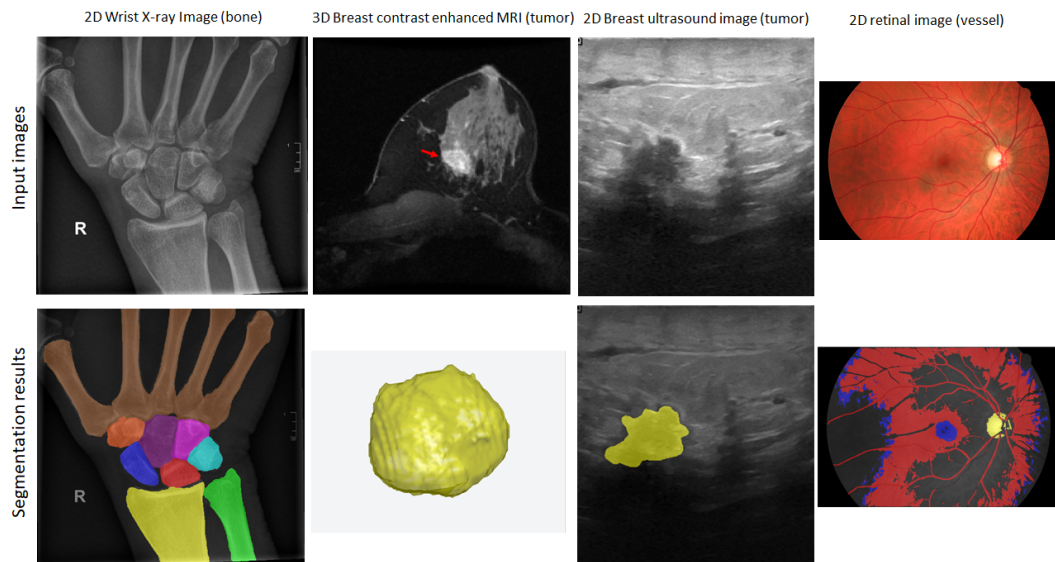 2D Wrist X-ray Image (bone)
3D Breast contrast enhanced MRI (tumor)
2D Breast ultrasound image (tumor)
2D retinal image (vessel)
Input images
R
Segmentation results
R